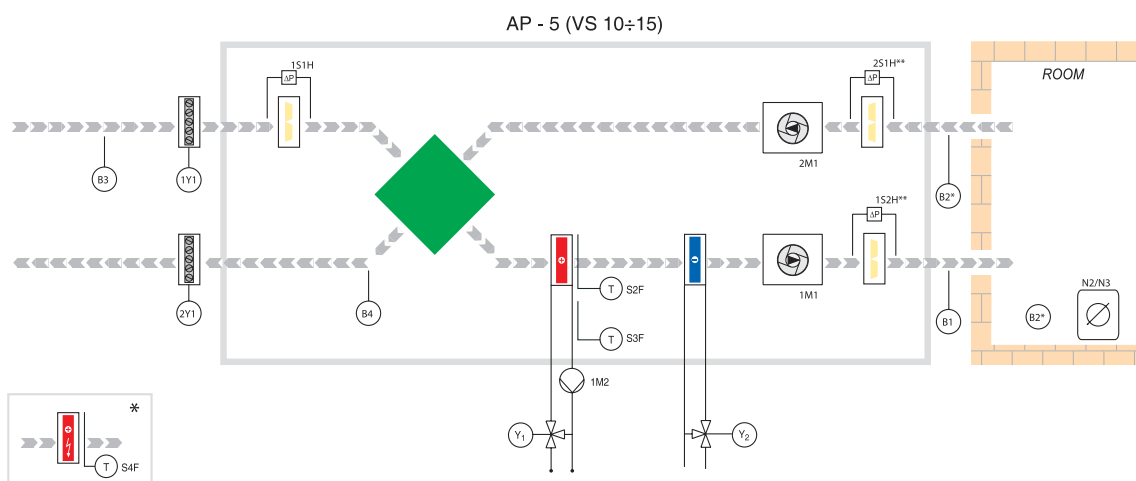 AP - 5 (VS 10÷15)
1S1H
ΔP
2S1H**
ΔP
ROOM
2M1
B3
1Y1
B2*
1S2H**
ΔP
T
S2F
1M1
N2/N3
2Y1
B4
B1
B2*
T
S3F
1M2
*
Y1
Y2
T
S4F